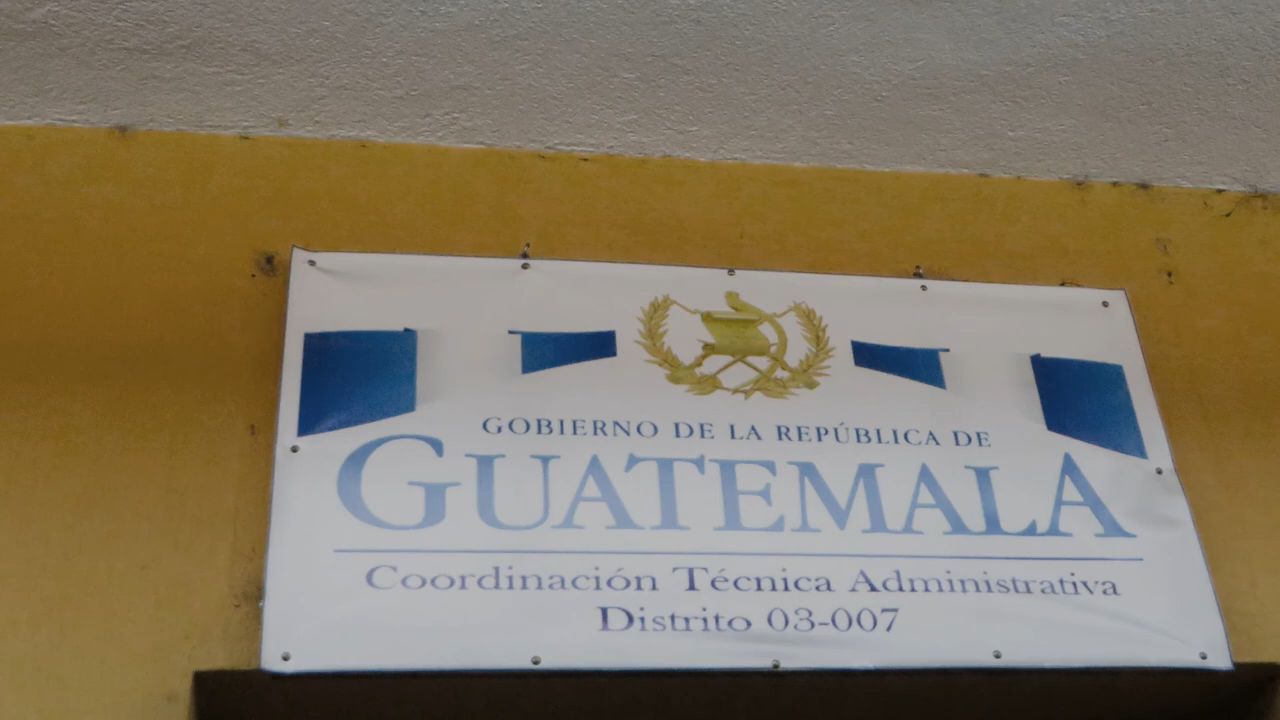 GOBIERNO DE LA REPÚBLICA DE
GUATEMALA
Coordinación Técnica Administrativa
Distrito 03-007